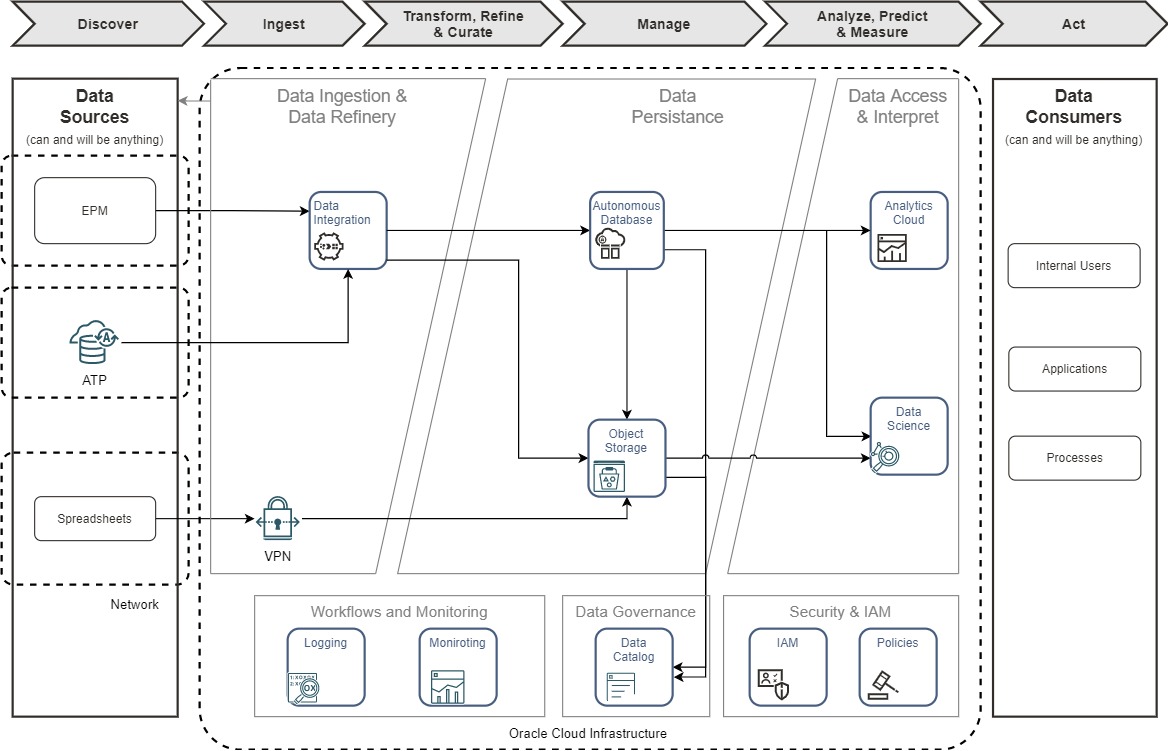 Discover
Ingest
Transform, Refine
& Curate
Manage
Analyze, Predict
& Measure
Act
Data
Sources
(can and will be anything)
EPM
ATP
Spreadsheets
Network
Data Ingestion &
Data Refinery
Data
Integration
VPN
Data
Persistance
Autonomous
Database
Object
Storage
Data Access
& Interpret
Analytics
Cloud
Data
Science
Data
Consumers
(can and will be anything)
Internal Users
Applications
Processes
Workflows and Monitoring
Logging
Moniroting
Data Governance
Data
Catalog
Security & IAM
IAM
Policies
Oracle Cloud Infrastructure